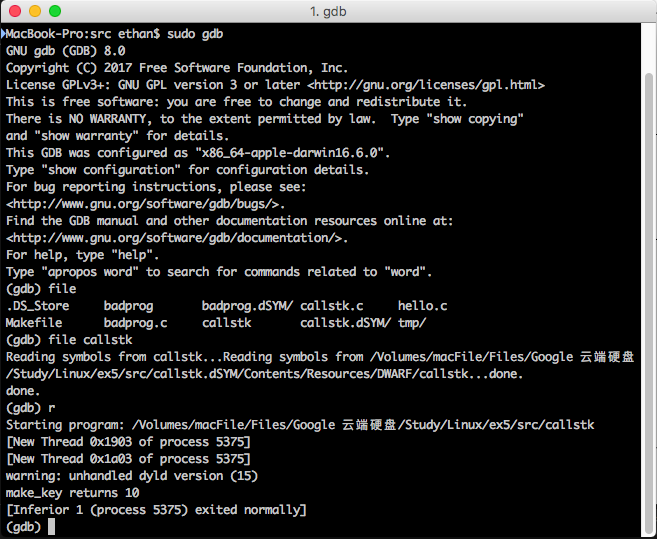 1. gdb
MacBook-Pro:src ethan$ sudo gdb
GNU gdb (GDB) 8.0
Copyright (C) 2017 Free Software Foundation, Inc.
License GPLv3+: GNU GPL version 3 or later <http://gnu.org/licenses/gpl.html>
This is free software: you are free to change and redistribute it.
There is NO WARRANTY, to the extent permitted by law.  Type "show copying"
and "show warranty" for details.
This GDB was configured as "x86_64-apple-darwin16.6.0".
Type "show configuration" for configuration details.
For bug reporting instructions, please see:
<http://www.gnu.org/software/gdb/bugs/>.
Find the GDB manual and other documentation resources online at:
<http://www.gnu.org/software/gdb/documentation/>.
For help, type "help".
Type "apropos word" to search for commands related to "word".
(gdb) file
.DS_Store     badprog       badprog.dSYM/ callstk.c     hello.c
Makefile      badprog.c     callstk       callstk.dSYM/ tmp/
(gdb) file callstk
Reading symbols from callstk...Reading symbols from /Volumes/macFile/Files/Google 云端硬盘
/Study/Linux/ex5/src/callstk.dSYM/Contents/Resources/DWARF/callstk...done.
done.
(gdb) r
Starting program: /Volumes/macFile/Files/Google 云端硬盘/Study/Linux/ex5/src/callstk
[New Thread 0x1903 of process 5375]
[New Thread 0x1a03 of process 5375]
warning: unhandled dyld version (15)
make_key returns 10
[Inferior 1 (process 5375) exited normally]
(gdb)